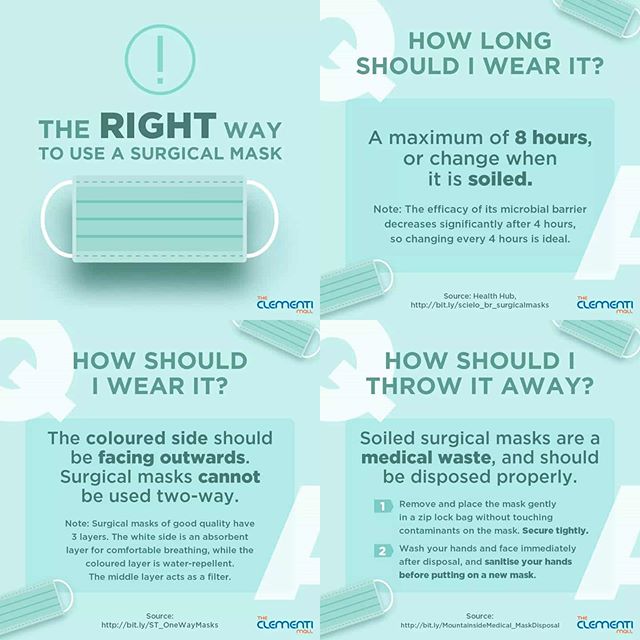 !
THE RIGHT WAY
TO USE A SURGICAL MASK
THE
CLEMENTI
MALL
Q
HOW LONG
SHOULD I WEAR IT?
A maximum of 8 hours,
or change when
it is soiled.
Note: The efficacy of its microbial barrier
decreases significantly after 4 hours,
so changing every 4 hours is ideal.
A
Source: Health Hub,
http://bit.ly/scielo_br_surgicalmasks
THE
CLEMENTI
MALL
Q
HOW SHOULD
I WEAR IT?
The coloured side should
be facing outwards.
Surgical masks cannot
be used two-way.
Note: Surgical masks of good quality have
3 layers. The white side is an absorbent
layer for comfortable breathing, while the
coloured layer is water-repellent.
The middle layer acts as a filter.
A
Source:
http://bit.ly/ST_OneWayMasks
THE
CLEMENTI
MALL
Q
HOW SHOULD I
THROW IT AWAY?
Soiled surgical masks are a
medical waste, and should
be disposed properly.
1 Remove and place the mask gently
in a zip lock bag without touching
contaminants on the mask. Secure tightly.
2 Wash your hands and face immediately
after disposal, and sanitise your hands
before putting on a new mask.
A
Source:
http://bit.ly/MountainsideMedical_MaskDisposal
THE
CLEMENTI
MALL